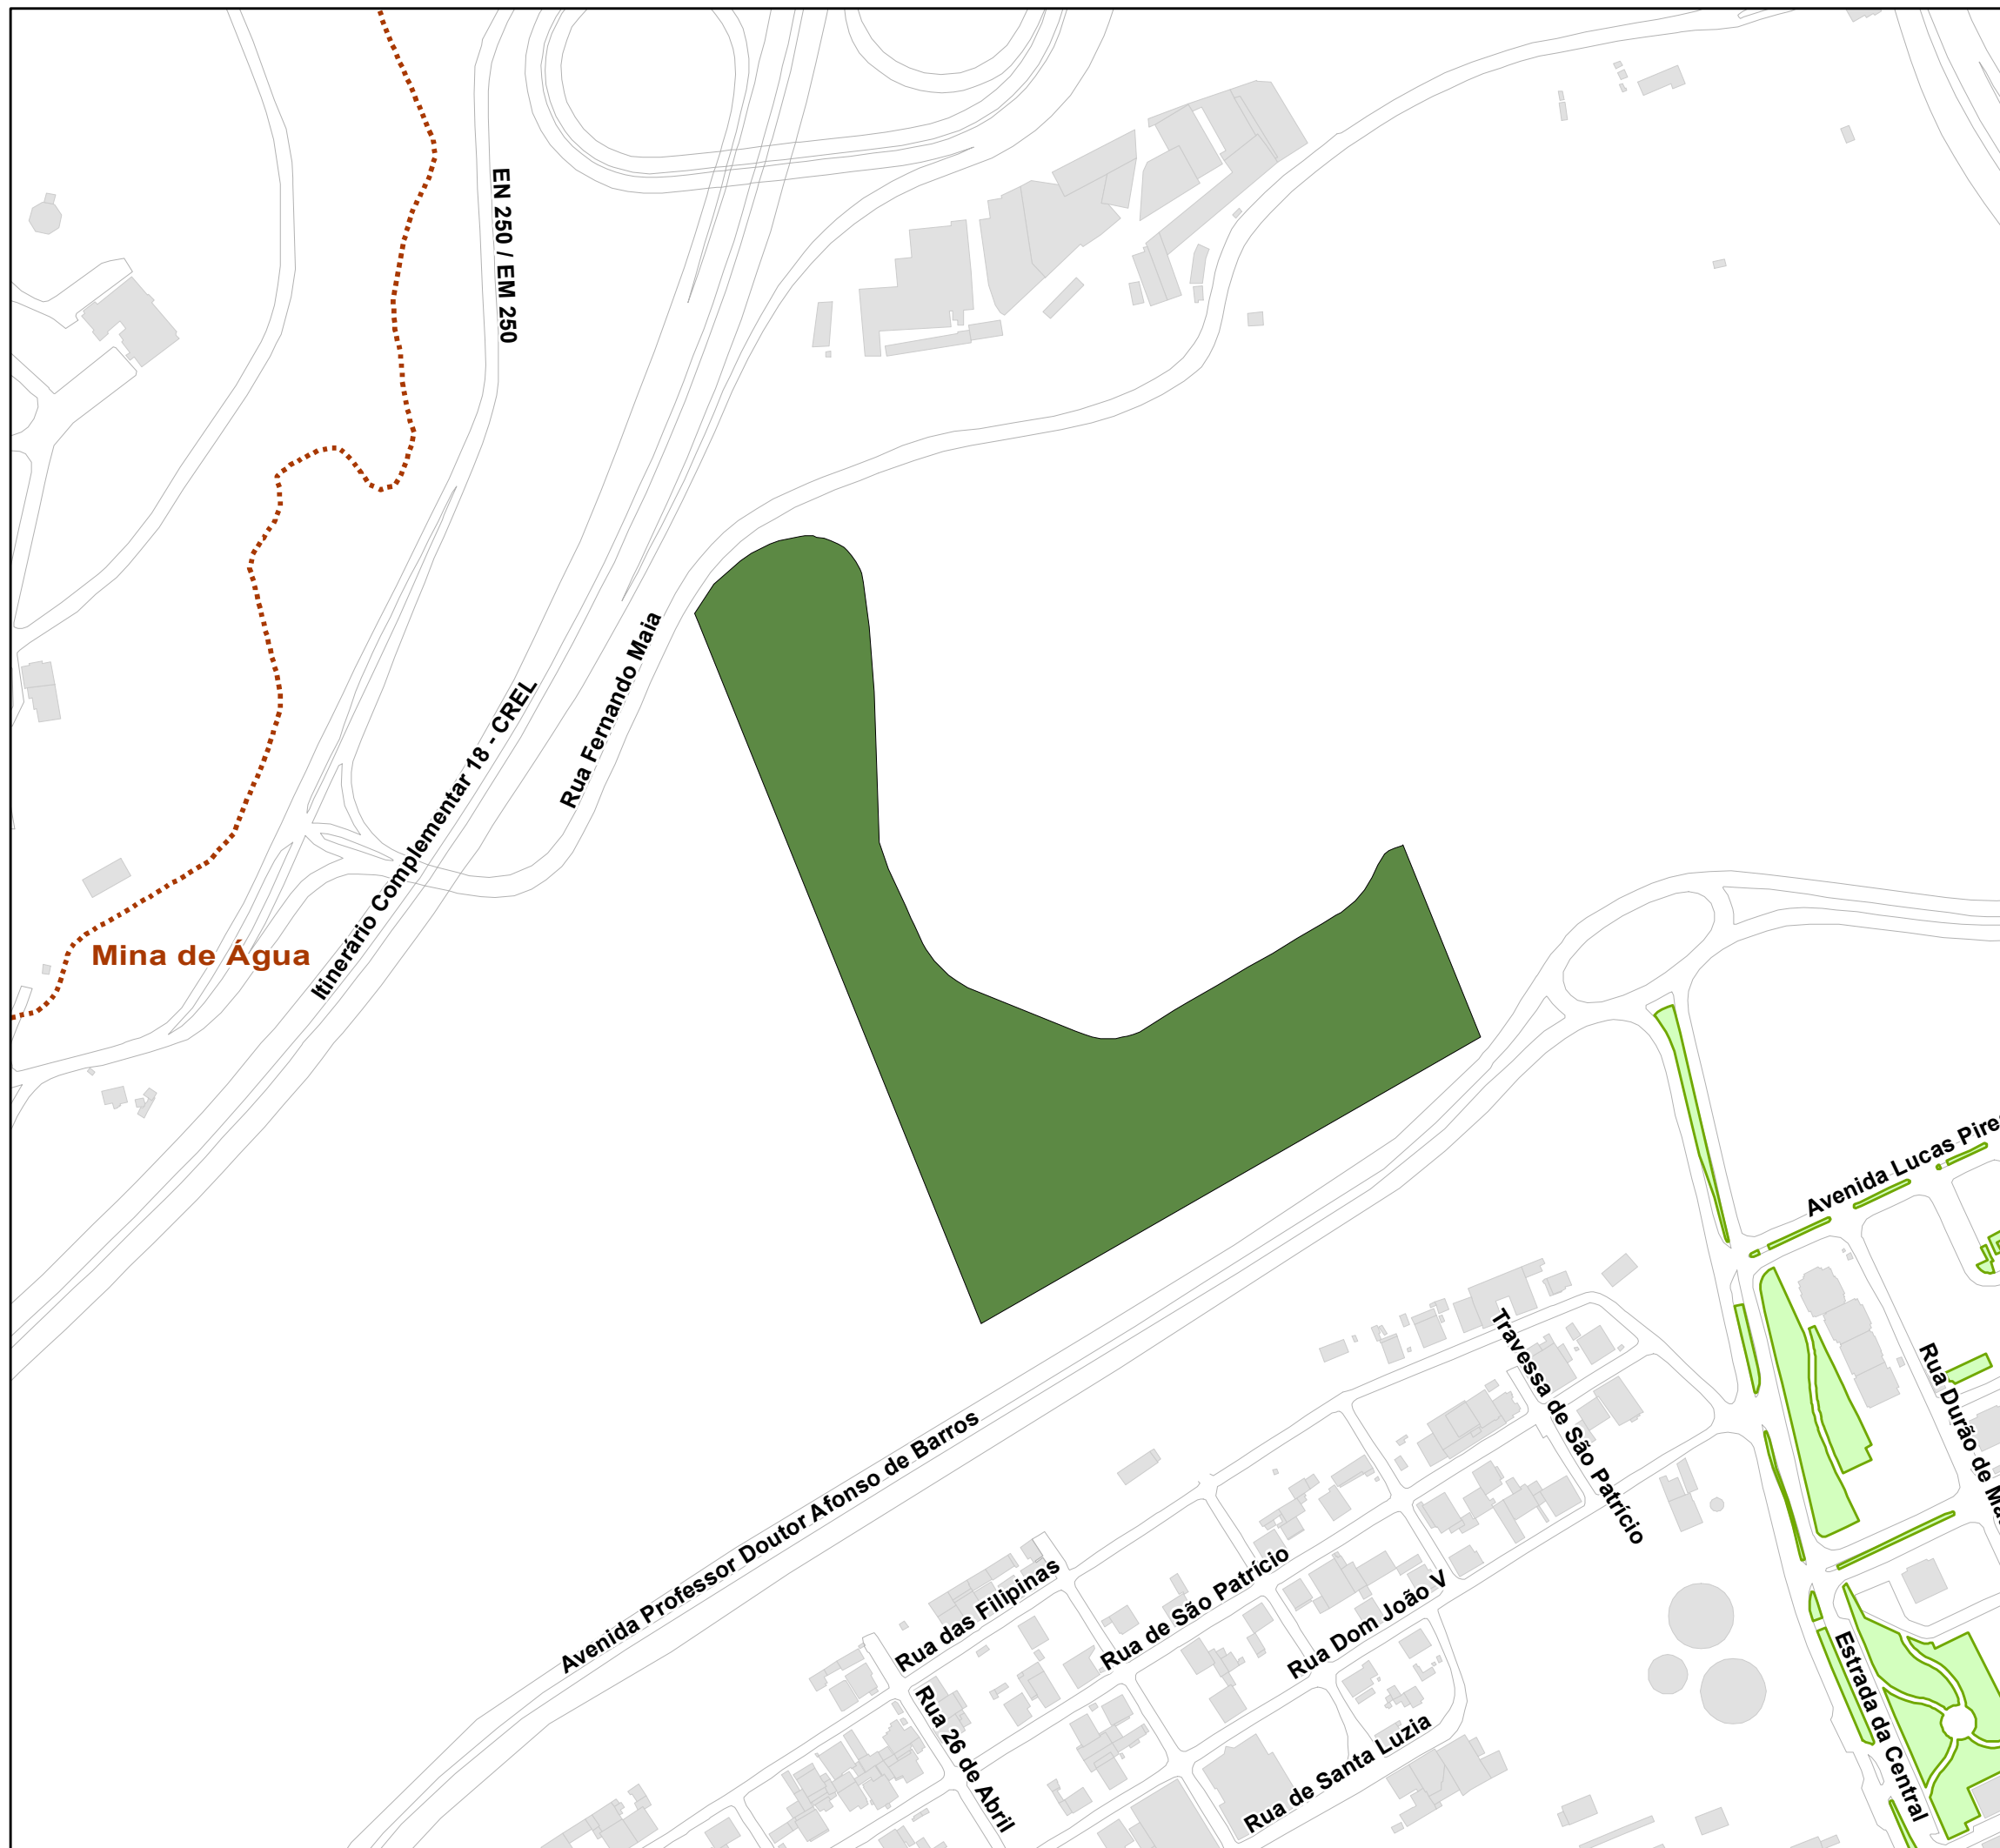 EN 250 / EM 250
Rua Fernando Maia
Itinerário Complementar 18 - CREL
Mina de Água
Avenida Lucas
Travessa de São Patrício
Rua Durão de
Avenida Professor Doutor Afonso de Barros
Rua das Filipinas
Rua de São Patrício
Rua Dom João V
Rua 26 de Abril
Rua de Santa Luzia
Estrada da Central